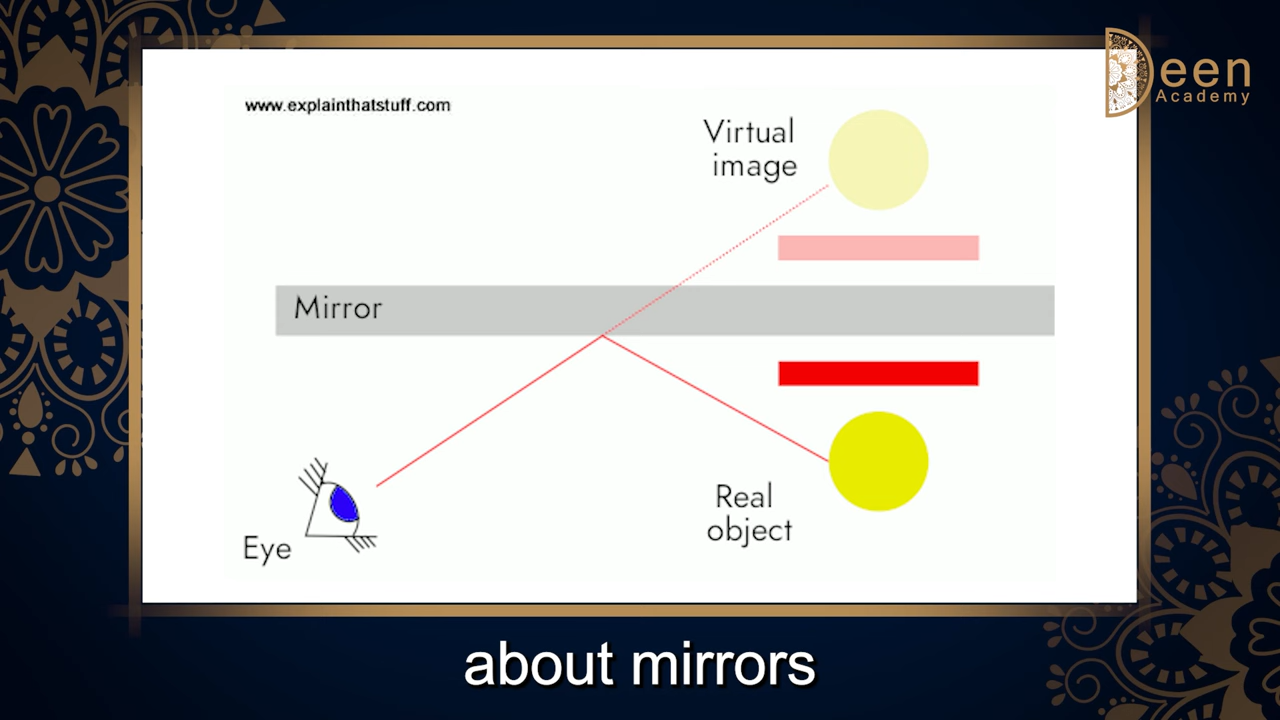 www.explainthatstuff.com
Deen
Academy
Virtual
image
Mirror
Real
object
Eye
about mirrors